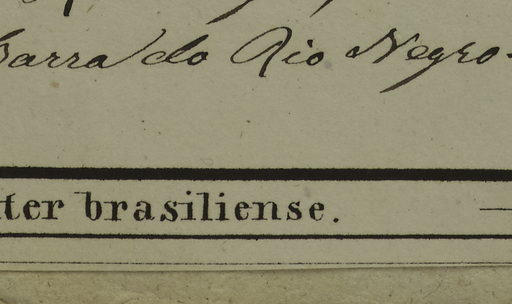 Barra do Rio Negro.
ter brasiliense.